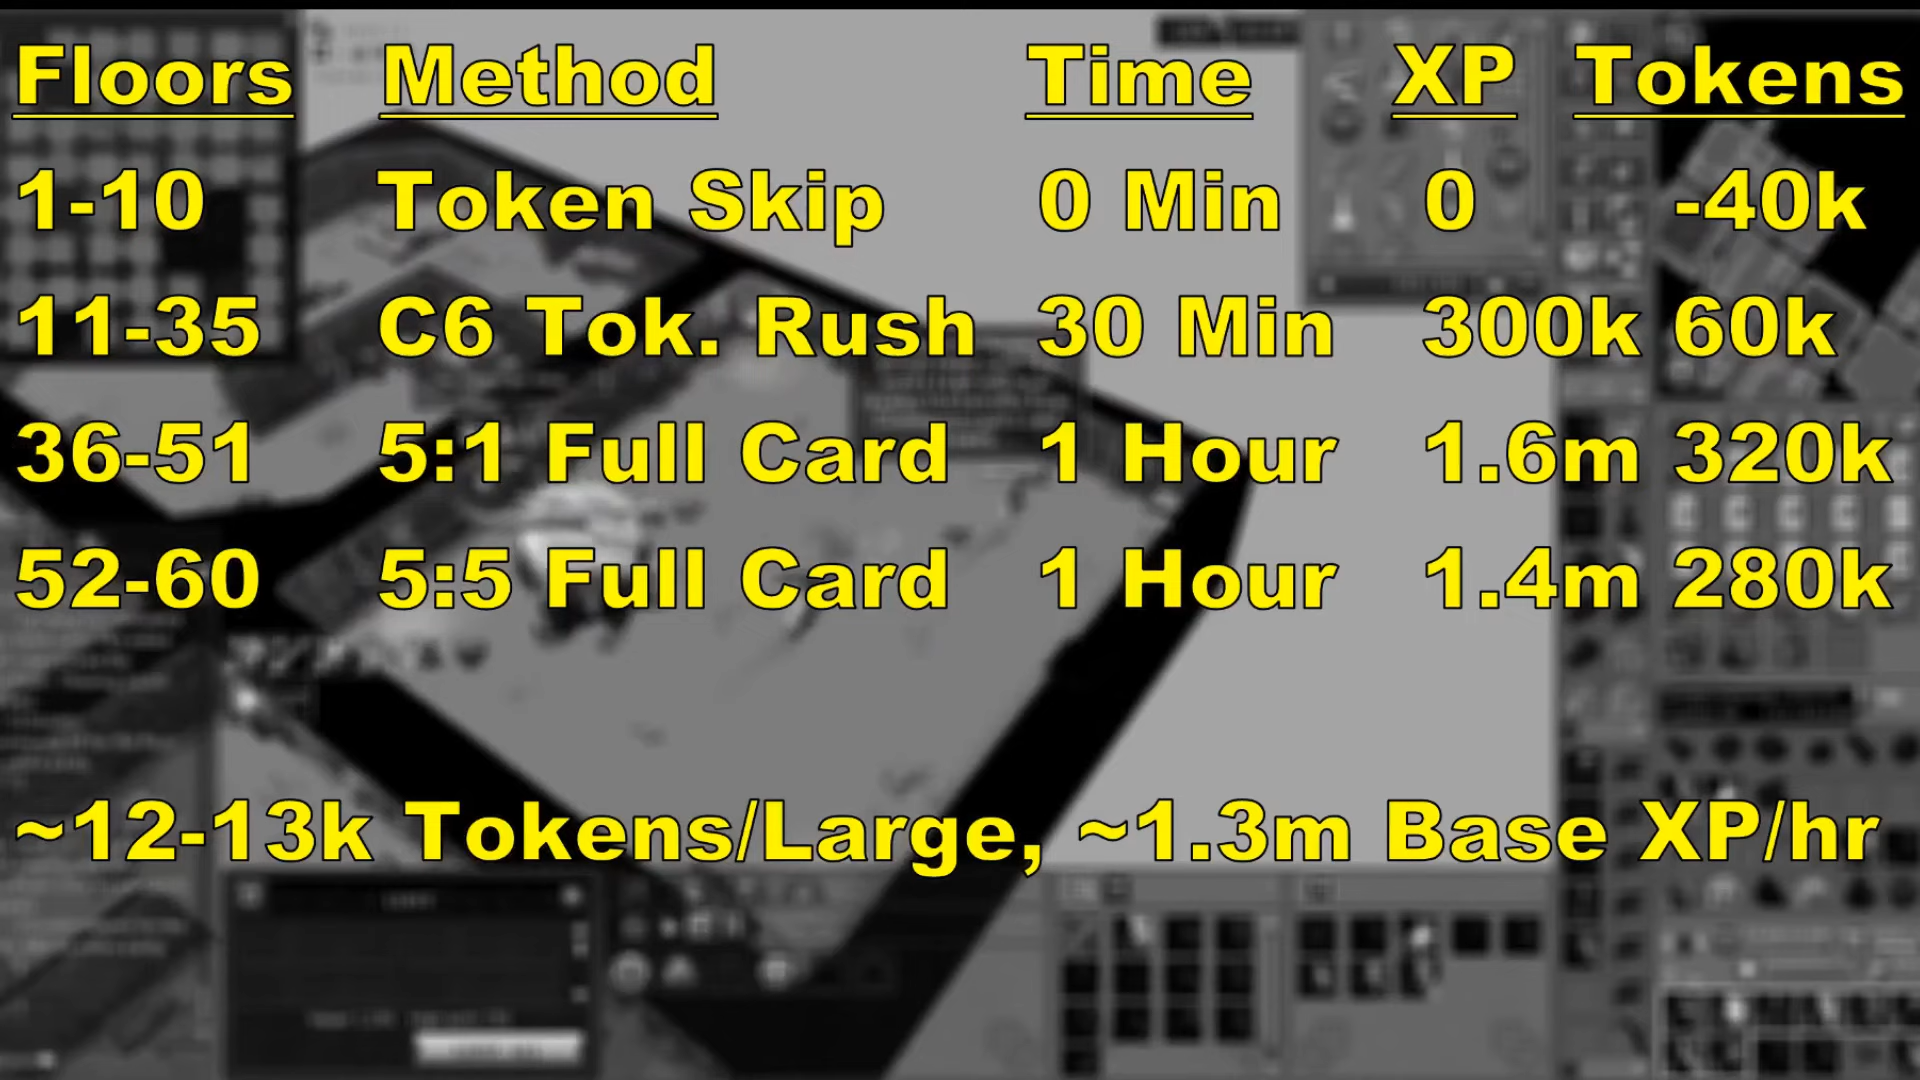 Floors Method Time XP Tokens
1-10 Token Skip 0 Min 0 -40k
11-35 C6 Tok. Rush 30 Min 300k 60k
36-51 5:1 Full Card 1 Hour 1.6m 320k
52-60 5:5 Full Card 1 Hour 1.4m 280k
~12-13k Tokens/Large, ~1.3m Base XP/hr